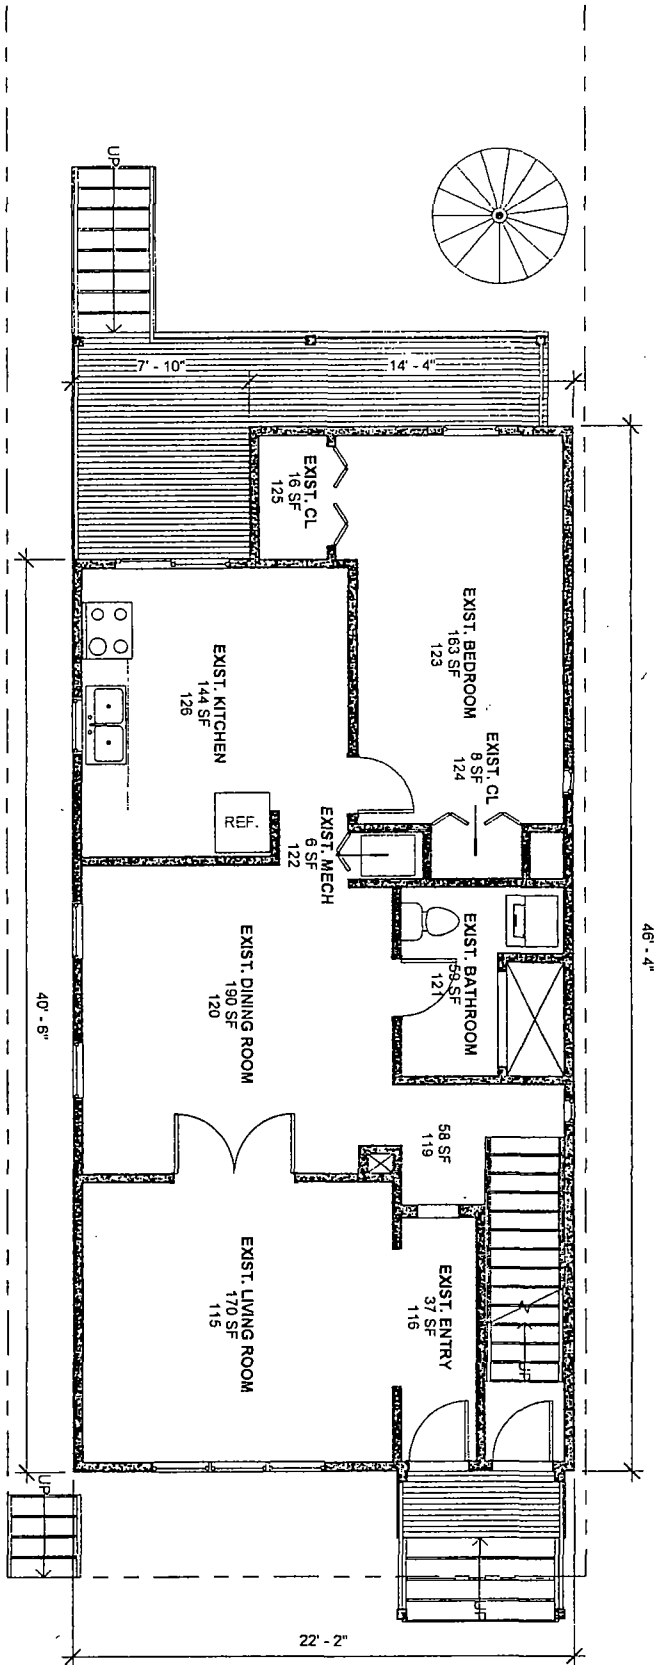 UP
7' - 10"
14' - 4"
EXIST. CL
16 SF
125
EXIST. BEDROOM
163 SF
123
EXIST. KITCHEN
144 SF
126
EXIST. CL
8 SF
124
REF.
EXIST. MECH
6 SF
122
EXIST. BATHROOM
59 SF
121
EXIST. DINING ROOM
190 SF
120
46' - 4"
40' - 6"
58 SF
119
EXIST. LIVING ROOM
170 SF
115
EXIST. ENTRY
37 SF
116
UP
UP
UP
22' - 2"